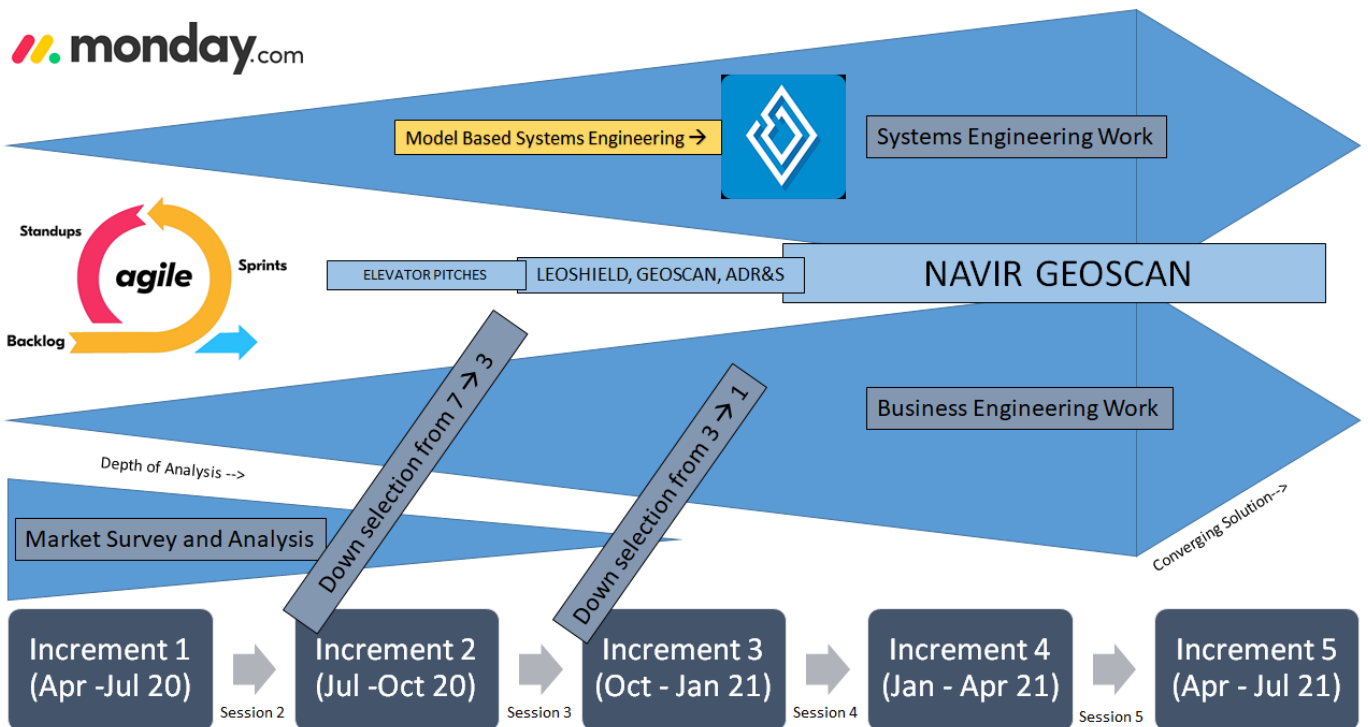 monday.com
Model Based Systems Engineering →
Systems Engineering Work
Standups
agile
Sprints
Backlog
ELEVATOR PITCHES
LEOSHIELD, GEOSCAN, ADR&S
NAVIR GEOSCAN
Down selection from 7 → 3
Down selection from 3 → 1
Business Engineering Work
Depth of Analysis -->
Market Survey and Analysis
Converging Solution-->
Increment 1
(Apr -Jul 20)
Session 2
Increment 2
(Jul -Oct 20)
Session 3
Increment 3
(Oct - Jan 21)
Session 4
Increment 4
(Jan - Apr 21)
Session 5
Increment 5
(Apr - Jul 21)